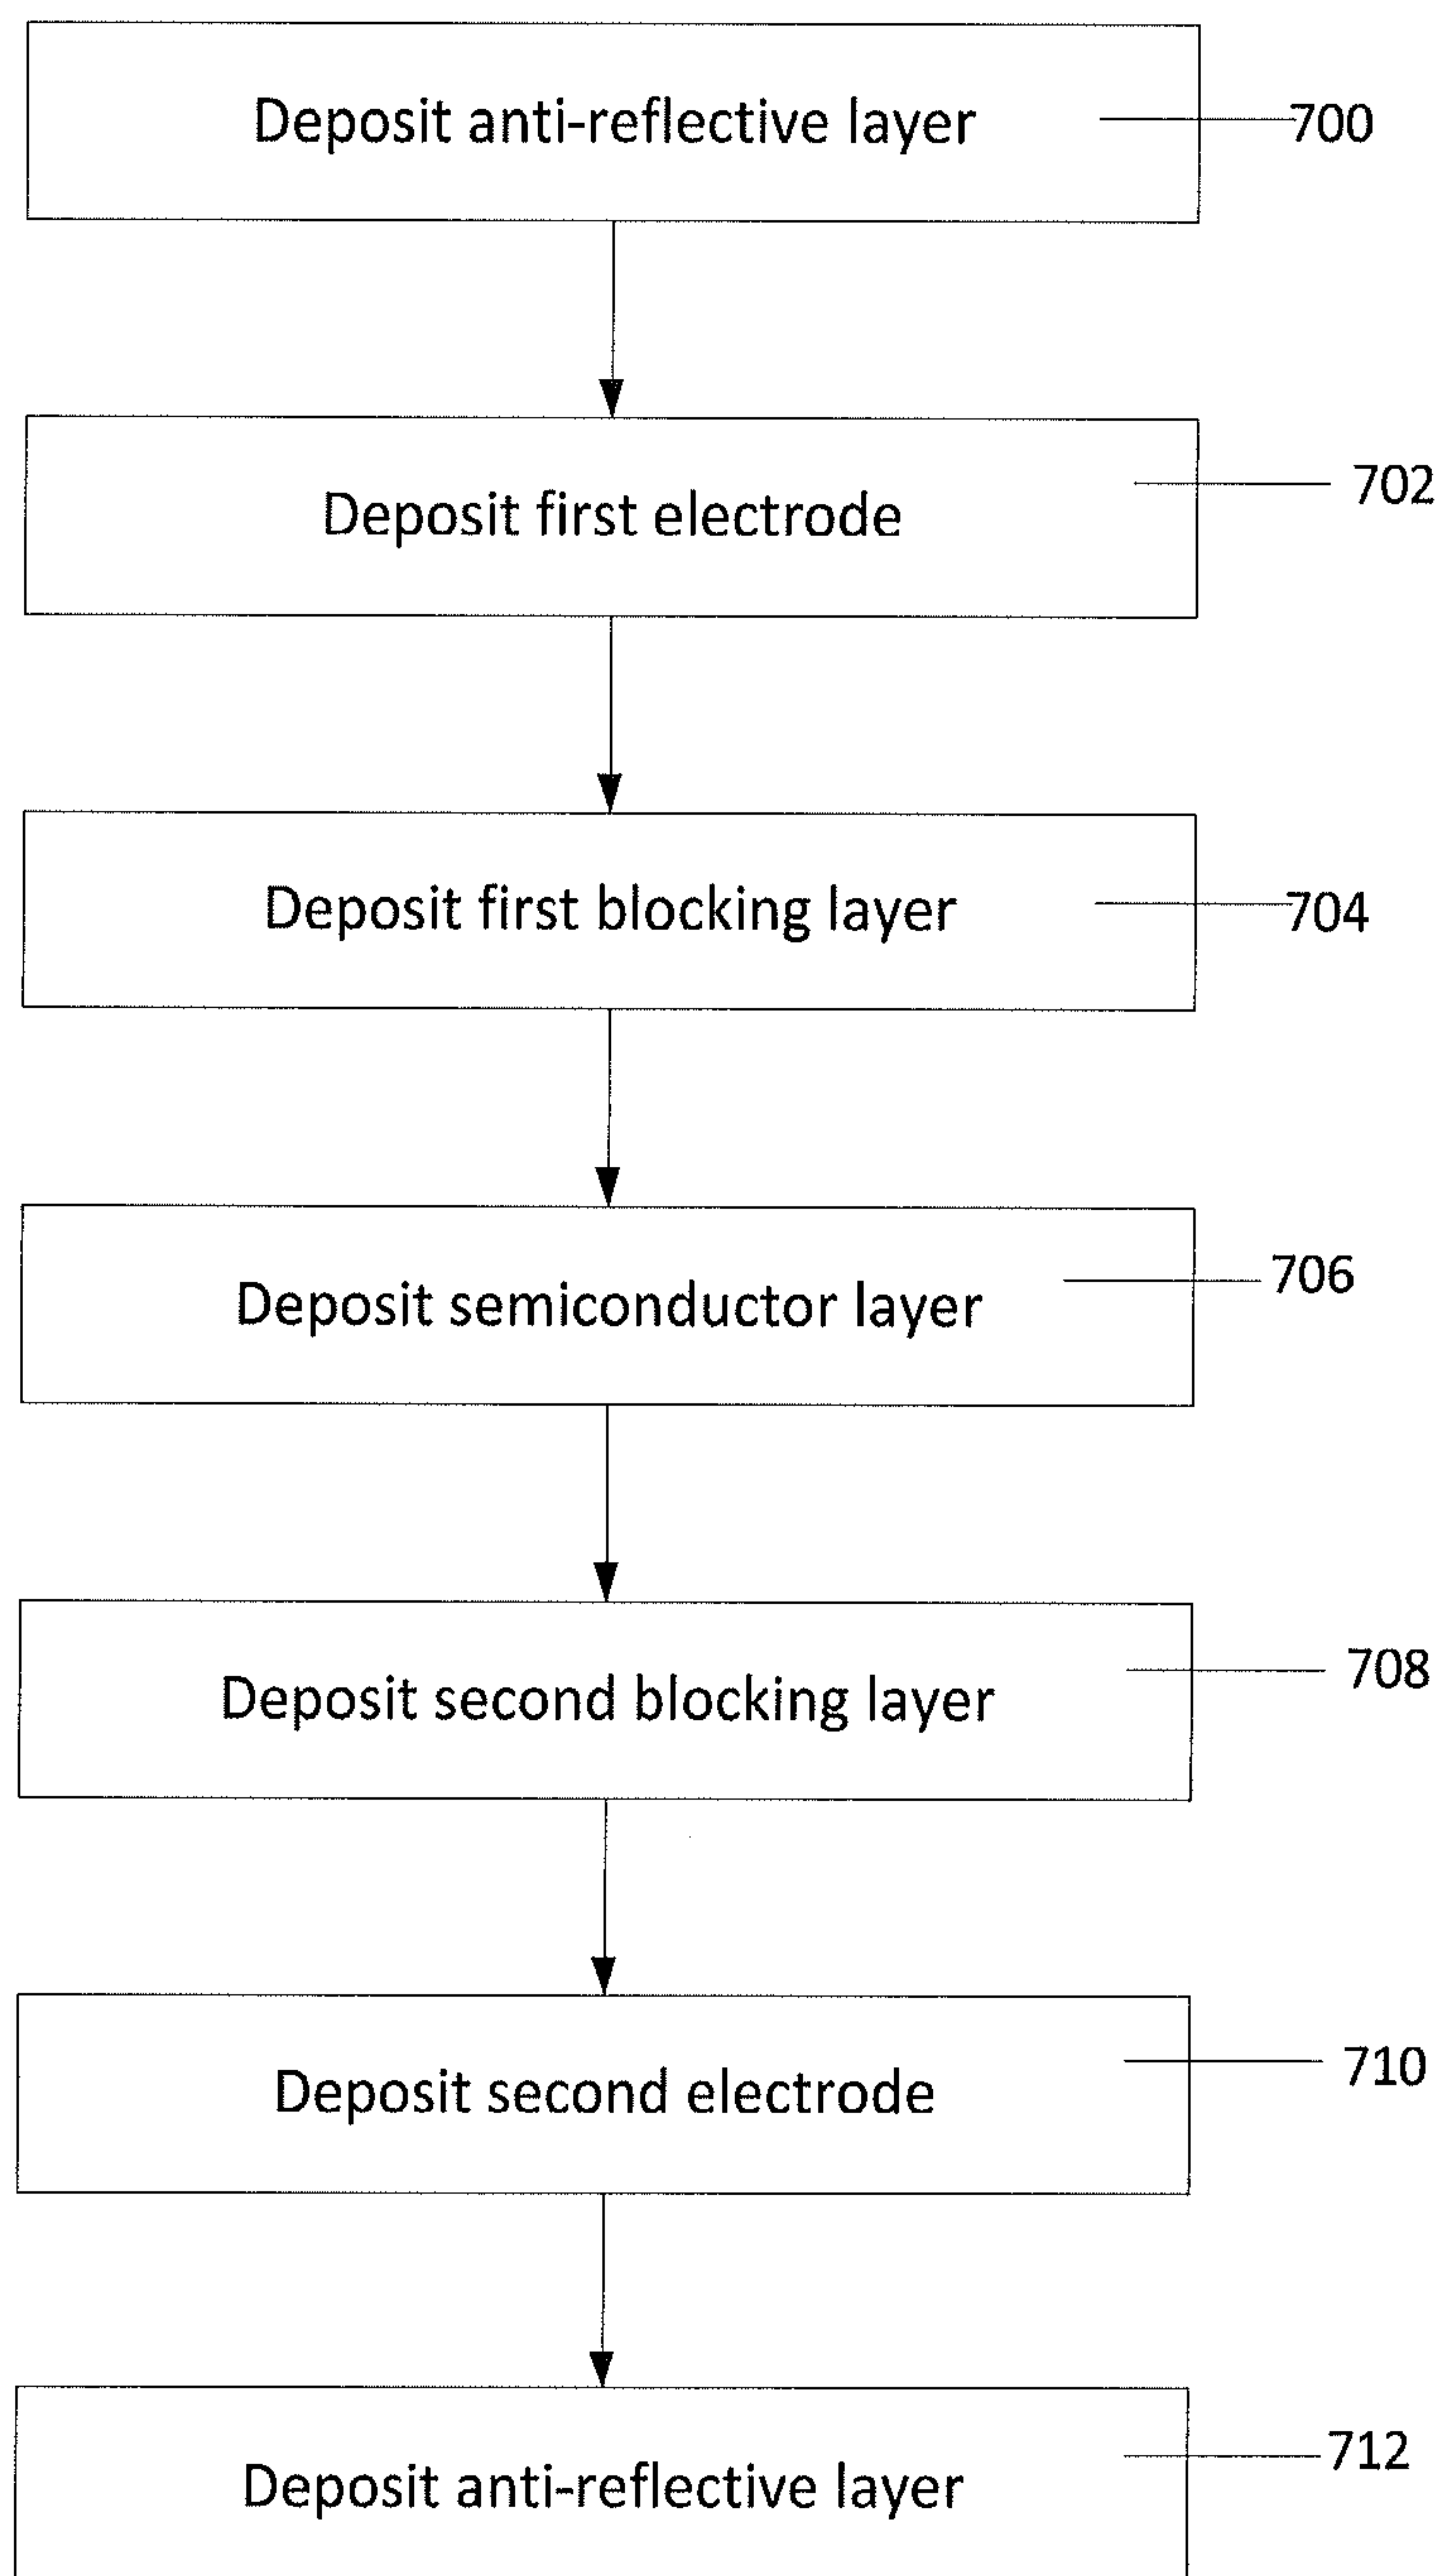 Deposit anti-reflective layer
700
Deposit first electrode
702
Deposit first blocking layer
704
Deposit semiconductor layer
706
Deposit second blocking layer
708
Deposit second electrode
710
Deposit anti-reflective layer
712